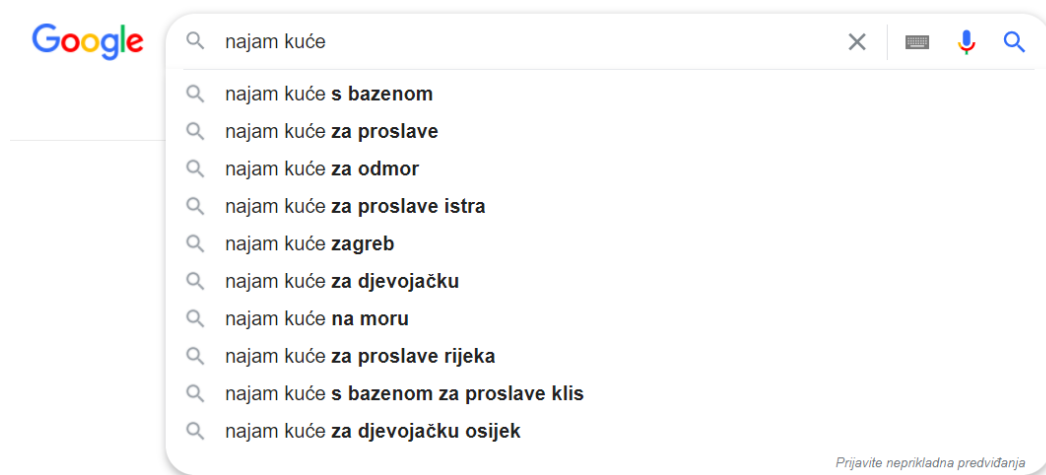 Google
najam kuće
najam kuće s bazenom
najam kuće za proslave
najam kuće za odmor
najam kuće za proslave istra
najam kuće zagreb
najam kuće za djevojačku
najam kuće na moru
najam kuće za proslave rijeka
najam kuće s bazenom za proslave klis
najam kuće za djevojačku osijek
Prijavite neprikladna predviđanja